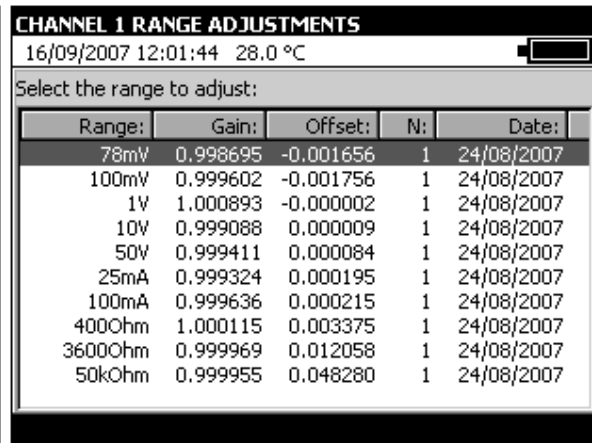 CHANNEL 1 RANGE ADJUSTMENTS
16/09/2007 12:01:44 28.0 °C
Select the range to adjust:
Range: Gain: Offset: N: Date:
78mV 0.998695 -0.001656 1 24/08/2007
100mV 0.999602 -0.001756 1 24/08/2007
1V 1.000893 -0.000002 1 24/08/2007
10V 0.999088 0.000009 1 24/08/2007
50V 0.999411 0.000084 1 24/08/2007
25mA 0.999324 0.000195 1 24/08/2007
100mA 0.999636 0.000215 1 24/08/2007
400Ohm 1.000115 0.003375 1 24/08/2007
3600Ohm 0.999969 0.012058 1 24/08/2007
50kOhm 0.999955 0.048280 1 24/08/2007